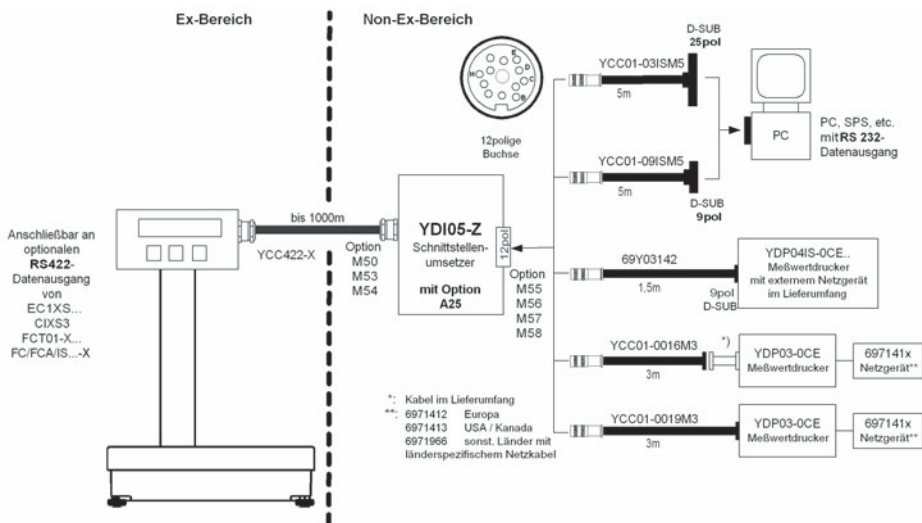 Ex-Bereich
Non-Ex-Bereich
D-SUB
25pol
YCC01-03ISM5
5m
E
D
C
B
H
12polige
Buchse
PC
PC, SPS, etc.
mit RS 232-
Datenausgang
YCC01-09ISM5
5m
D-SUB
9pol
Anschließbar an
optionalen
RS422-
Datenausgang
von
EC1XS...
CIXS3
FCT01-X...
FC/FCA/IS...-X
bis 1000m
YCC422-X
Option
M50
M53
M54
YDI05-Z
Schnittstellen-
umsetzer
mit Option
A25
12pol
Option
M55
M56
M57
M58
69Y03142
1,5m
9pol
D-SUB
YDP04IS-0CE..
Meßwertdrucker
mit externem Netzgerät
im Lieferumfang
YCC01-0016M3
3m
*)
YDP03-0CE
Meßwertdrucker
697141x
Netzgerät**
YCC01-0019M3
3m
YDP03-0CE
Meßwertdrucker
697141x
Netzgerät**
*: Kabel im Lieferumfang
**: 6971412 Europa
6971413 USA / Kanada
6971966 sonst. Länder mit
länderspezifischem Netzkabel